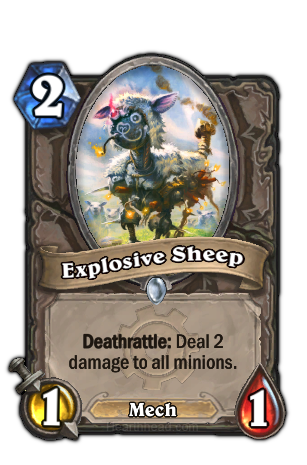 2
Explosive Sheep
Deathrattle: Deal 2
damage to all minions.
1
Mech
1